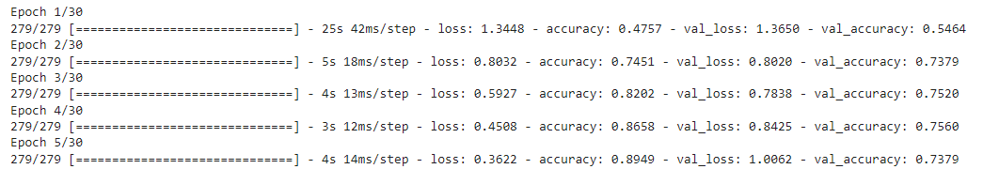 Epoch 1/30
279/279 [==============================] - 25s 42ms/step - loss: 1.3448 - accuracy: 0.4757 - val_loss: 1.3650 - val_accuracy: 0.5464
Epoch 2/30
279/279 [==============================] - 5s 18ms/step - loss: 0.8032 - accuracy: 0.7451 - val_loss: 0.8020 - val_accuracy: 0.7379
Epoch 3/30
279/279 [==============================] - 4s 13ms/step - loss: 0.5927 - accuracy: 0.8202 - val_loss: 0.7838 - val_accuracy: 0.7520
Epoch 4/30
279/279 [==============================] - 3s 12ms/step - loss: 0.4508 - accuracy: 0.8658 - val_loss: 0.8425 - val_accuracy: 0.7560
Epoch 5/30
279/279 [==============================] - 4s 14ms/step - loss: 0.3622 - accuracy: 0.8949 - val_loss: 1.0062 - val_accuracy: 0.7379